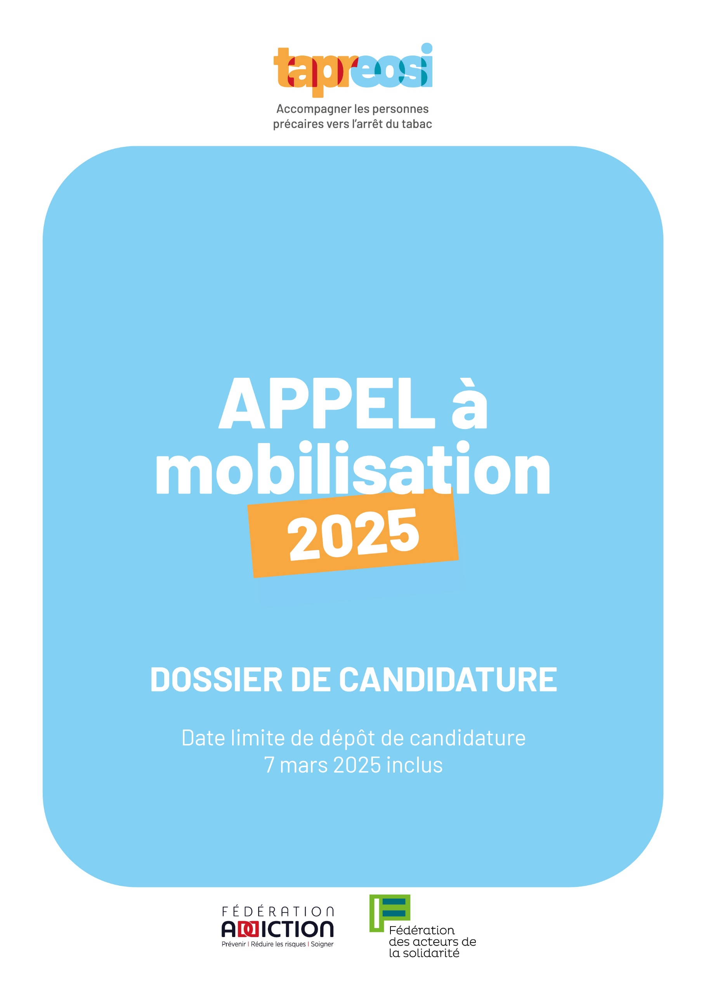 tapreosi
Accompagner les personnes
précaires vers l'arrêt du tabac
APPEL à
mobilisation
2025
DOSSIER DE CANDIDATURE
Date limite de dépôt de candidature
7 mars 2025 inclus
FÉDÉRATION
ADDICTION
Prévenir | Réduire les risques | Soigner
Fédération
des acteurs de
la solidarité